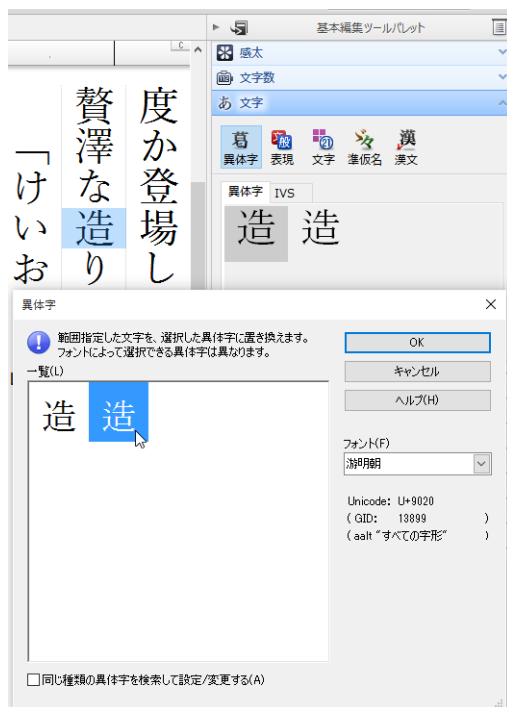 基本編集ツールパレット
感太
文字数
あ 文字
異体字 表現 文字 準仮名 漢文
異体字 IVS
造 造
C
度か登場し
贅澤な造り
「けいお
異体字
範囲指定した文字を、選択した異体字に置き換えます。
フォントによって選択できる異体字は異なります。
一覧(L)
造 造
OK
キャンセル
ヘルプ(H)
フォント(F)
游明朝
Unicode: U+9020
( GID: 13899 )
( aalt “すべての字形” )
同じ種類の異体字を検索して設定/変更する(A)